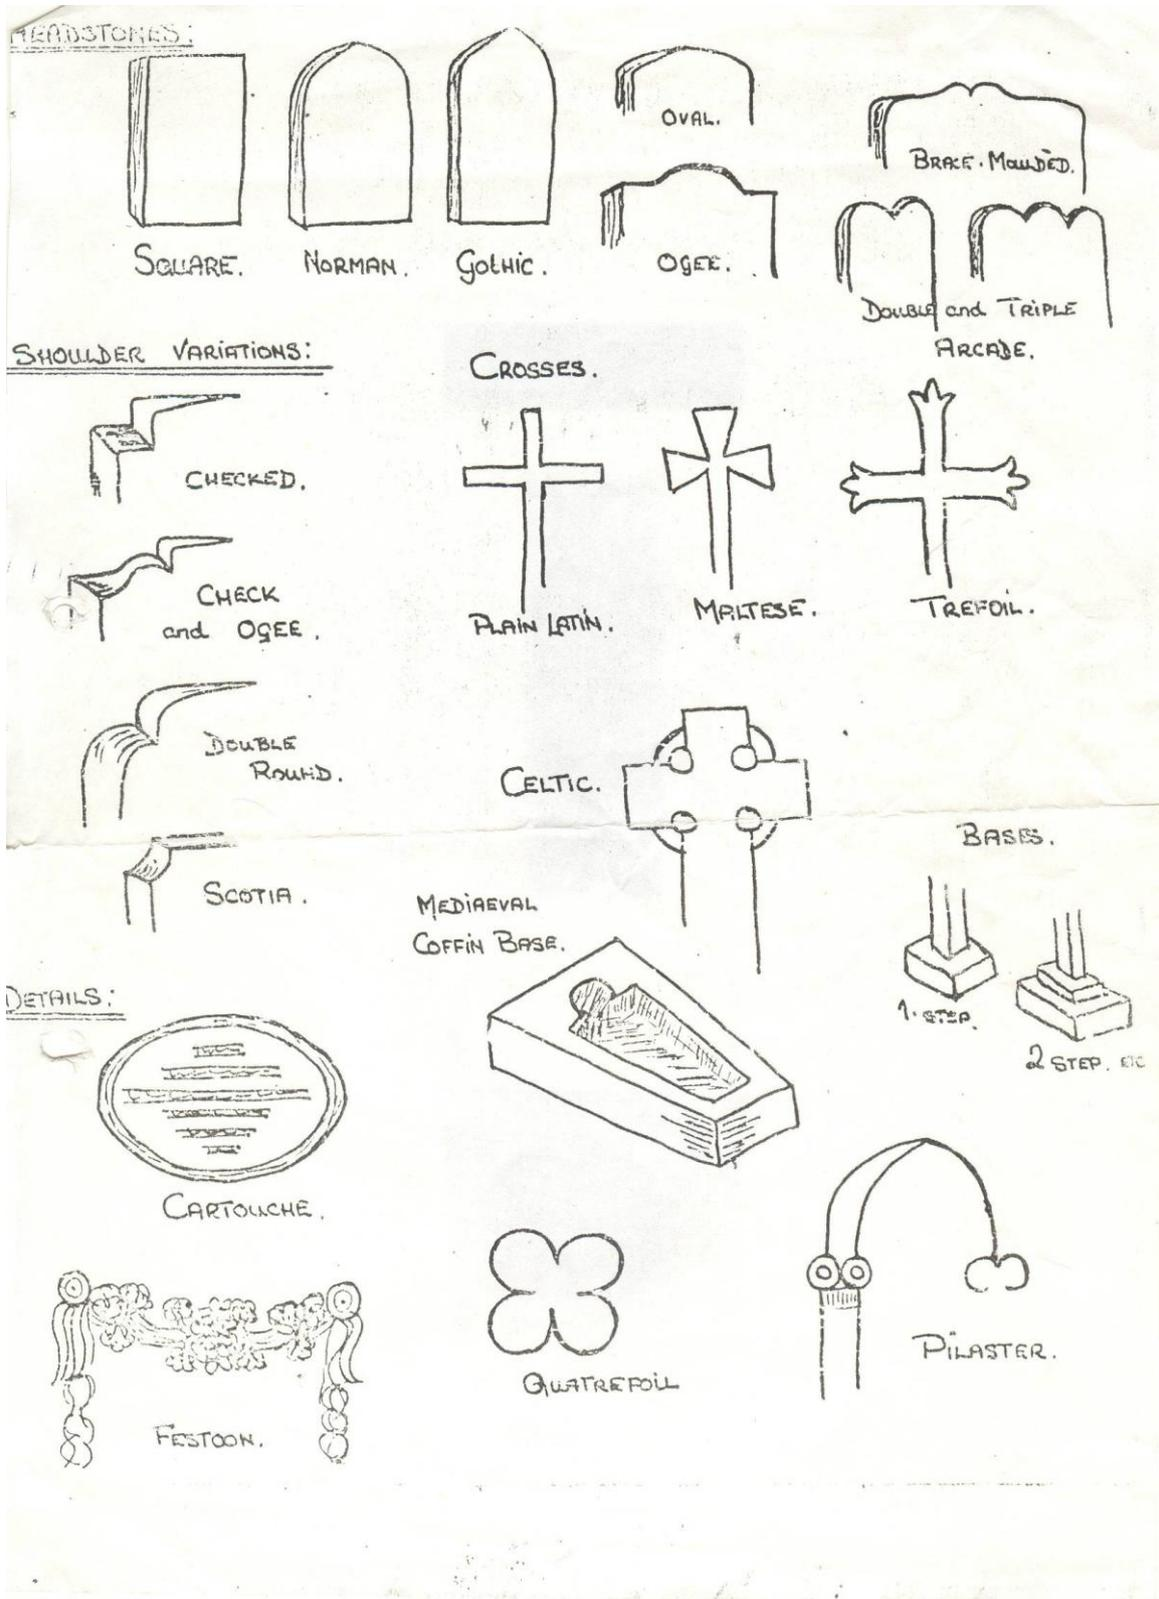 HEADSTONES:
SQUARE.
NORMAN.
GOTHIC.
OVAL.
OGEE.
BRACE-MOULDED.
DOUBLE and TRIPLE
ARCADE.
SHOULDER VARIATIONS:
CHECKED.
CHECK
and OGEE.
DOUBLE
ROUND.
SCOTIA.
CROSSES.
PLAIN LATIN.
MALTESE.
TREFOIL.
CELTIC.
MEDIAEVAL
COFFIN BASE.
BASES.
1. STEP.
2 STEP. ETC
DETAILS:
CARTOUCHE.
FESTOON.
QUATREFOIL
PILASTER.